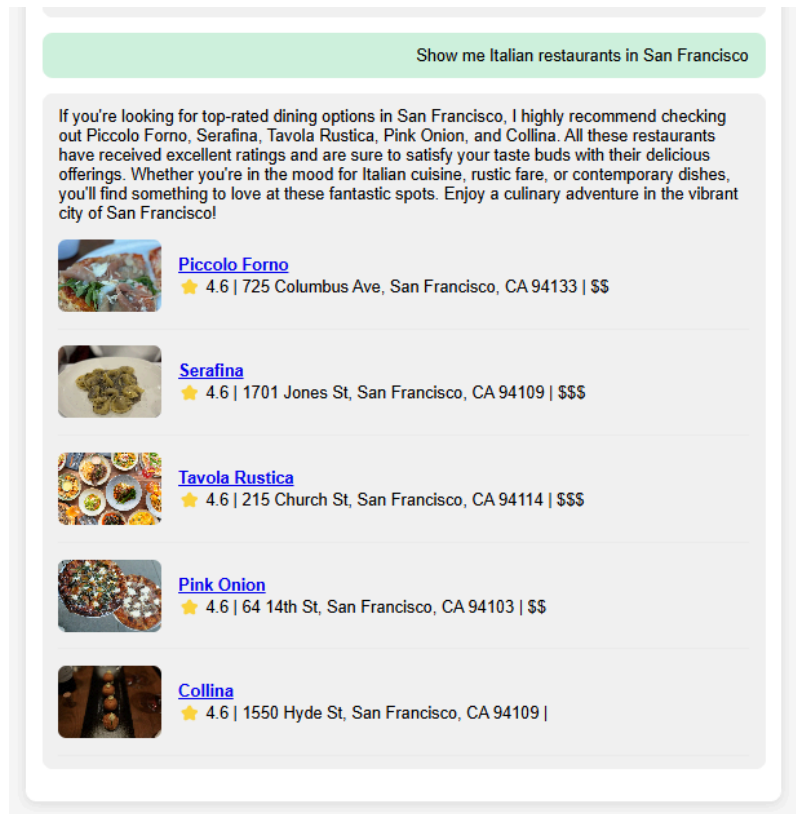 Show me Italian restaurants in San Francisco
If you're looking for top-rated dining options in San Francisco, I highly recommend checking
out Piccolo Forno, Serafina, Tavola Rustica, Pink Onion, and Collina. All these restaurants
have received excellent ratings and are sure to satisfy your taste buds with their delicious
offerings. Whether you're in the mood for Italian cuisine, rustic fare, or contemporary dishes,
you'll find something to love at these fantastic spots. Enjoy a culinary adventure in the vibrant
city of San Francisco!
Piccolo Forno
4.6 | 725 Columbus Ave, San Francisco, CA 94133 | $$
Serafina
4.6 | 1701 Jones St, San Francisco, CA 94109 | $$$
Tavola Rustica
4.6 | 215 Church St, San Francisco, CA 94114 | $$$
Pink Onion
4.6 | 64 14th St, San Francisco, CA 94103 | $$
Collina
4.6 | 1550 Hyde St, San Francisco, CA 94109 |